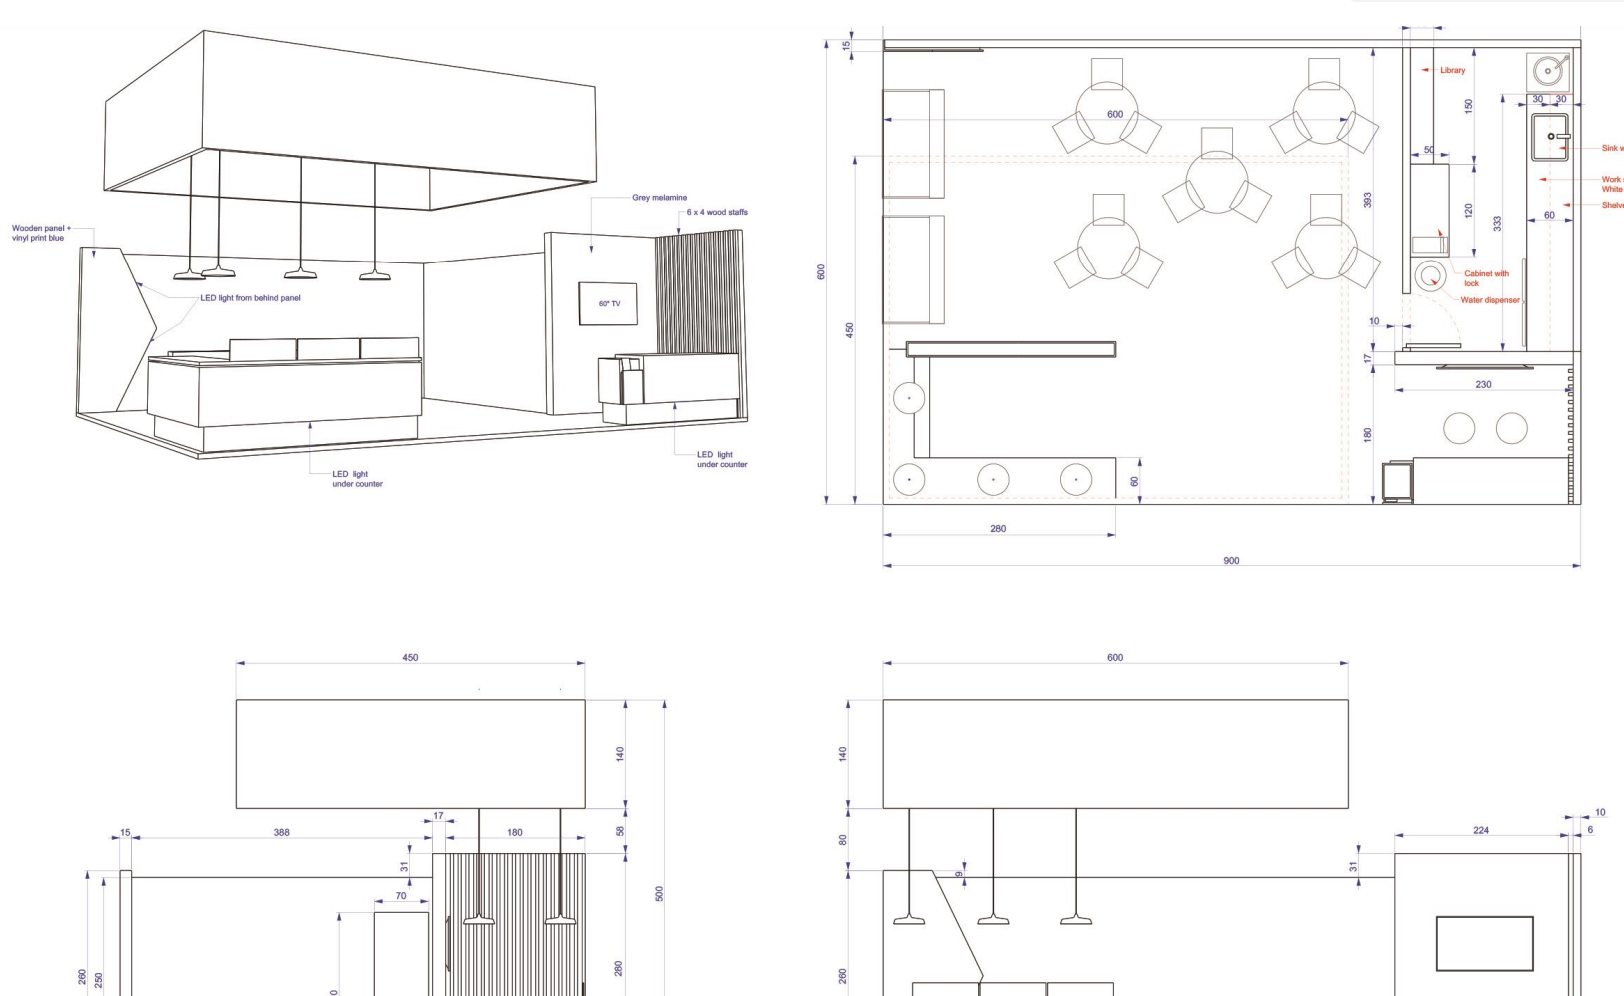 Grey melamine
6 x 4 wood staffs
Wooden panel +
vinyl print blue
LED light from behind panel
60" TV
LED light
under counter
LED light
under counter
15
Library
600
150
30
30
50
Sink w
393
Work
White
Shelve
120
333
60
600
Cabinet with
lock
Water dispenser
450
10
17
230
180
60
280
900
450
140
17
15
388
180
58
31
70
500
260
250
280
0
600
140
10
80
224
6
31
9
260